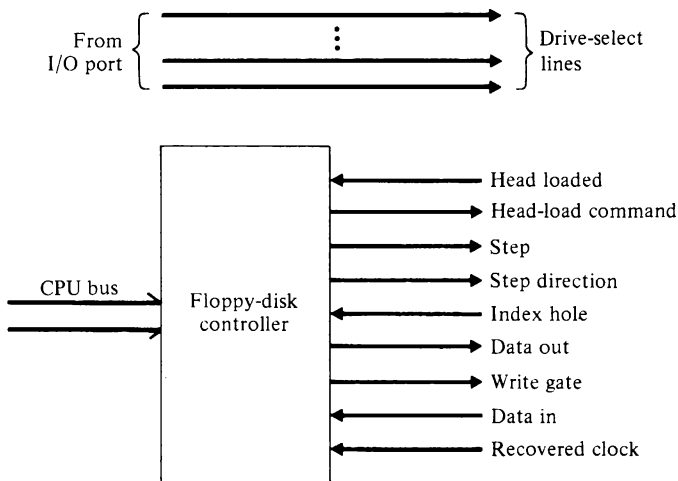 From
I/O port
Drive-select
lines
CPU bus
Floppy-disk
controller
Head loaded
Head-load command
Step
Step direction
Index hole
Data out
Write gate
Data in
Recovered clock